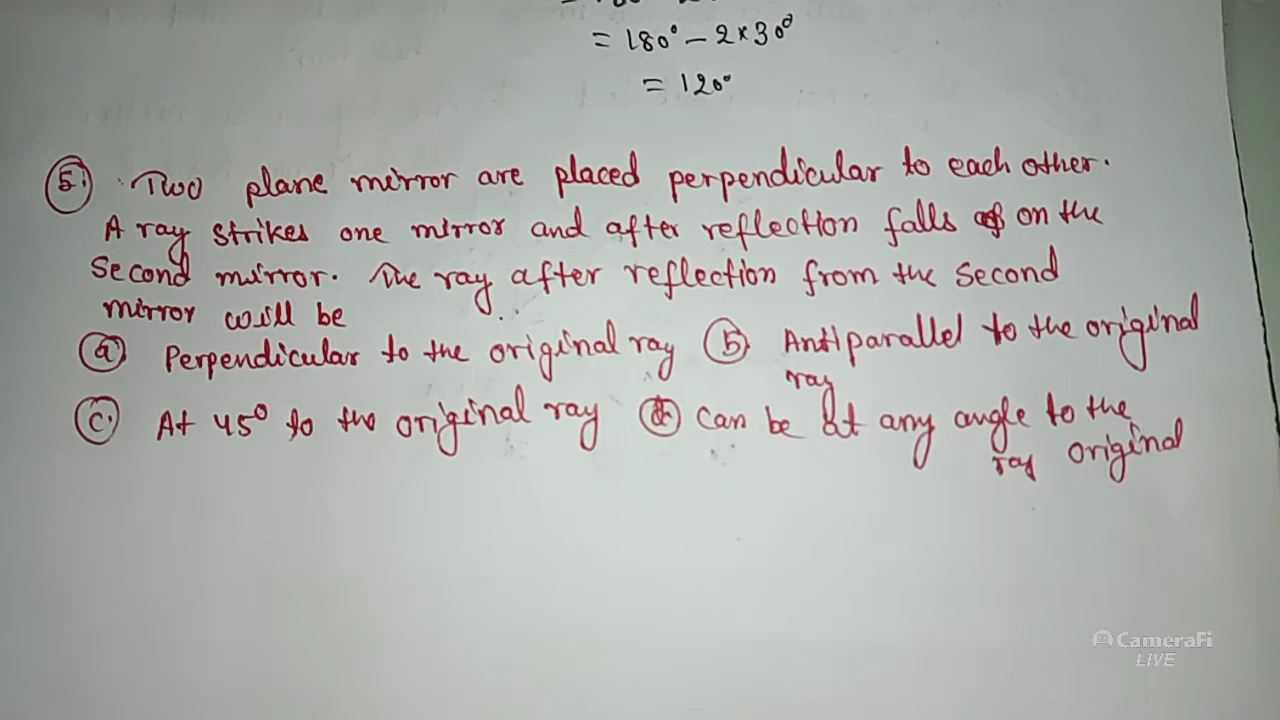 = 180° - 2×30°
= 120°
5. Two plane mirror are placed perpendicular to each other.
A ray strikes one mirror and after reflection falls on the
second mirror. The ray after reflection from the second
mirror will be
(a) Perpendicular to the original ray (b) Antiparallel to the original
ray
(c) At 45° to the original ray (d) Can be at any angle to the
ray original
CameraFi
LIVE